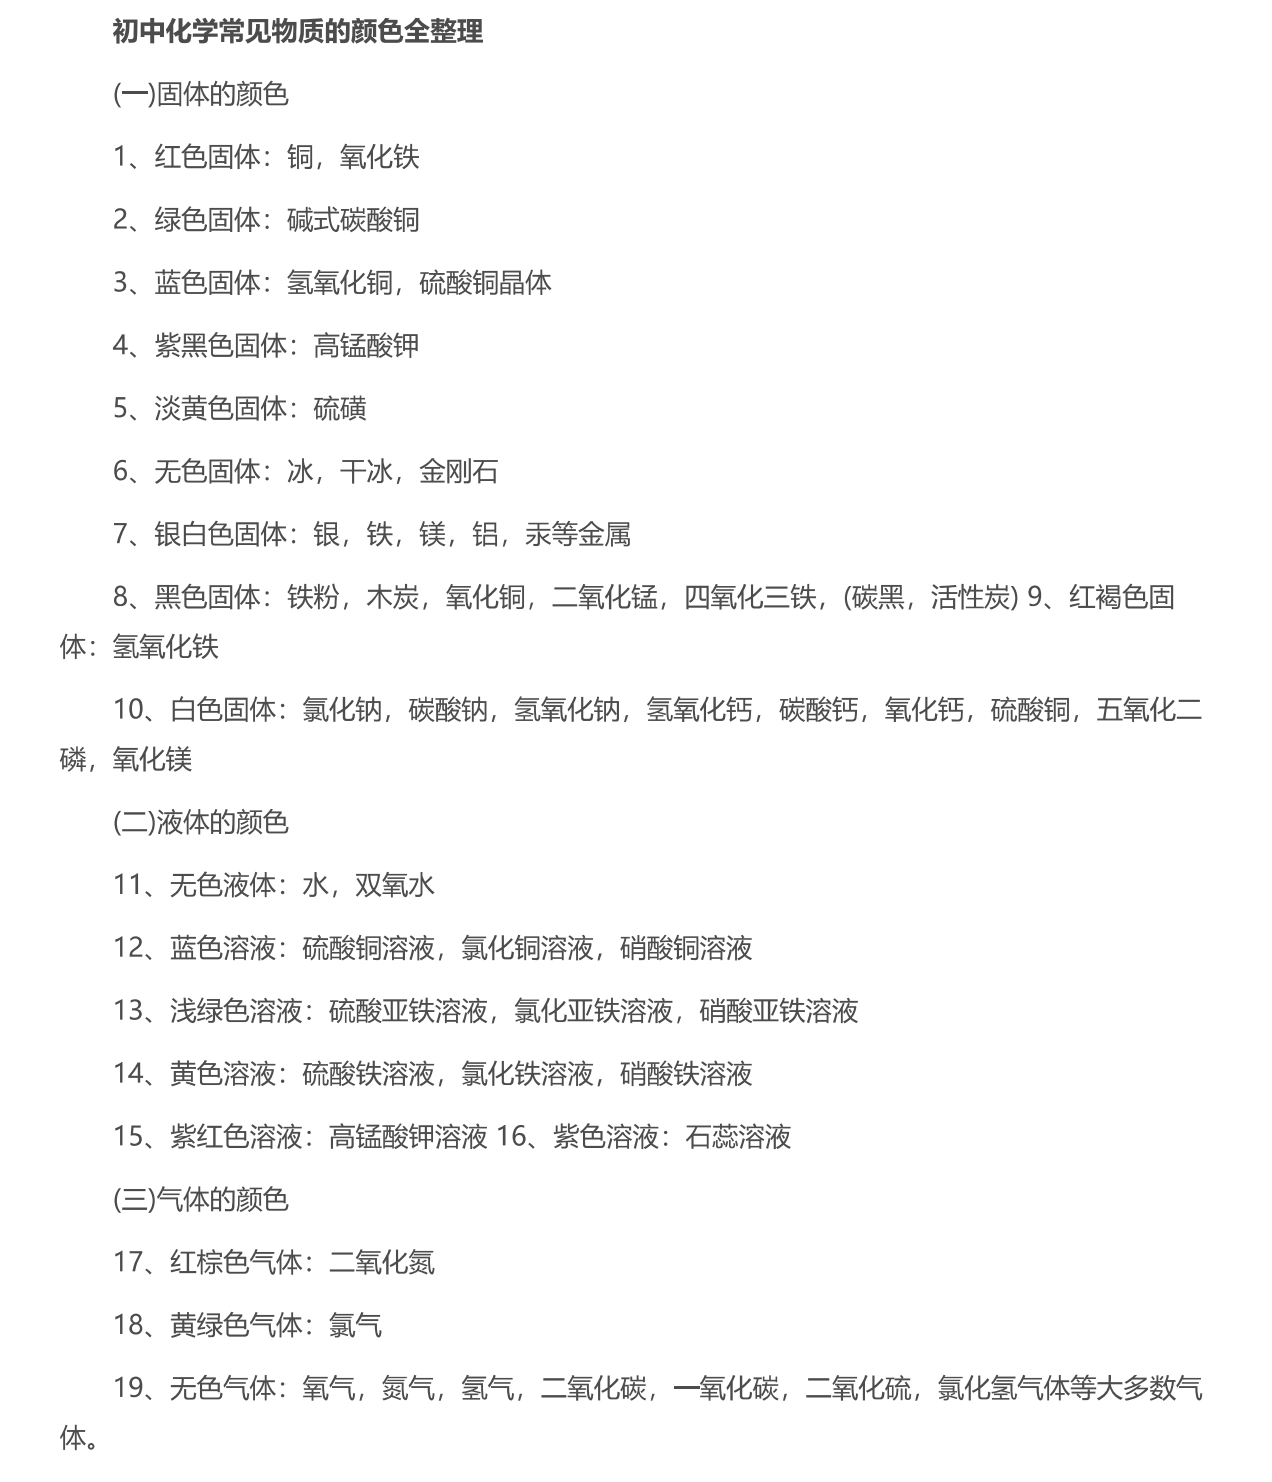 初中化学常见物质的颜色全整理
(一)固体的颜色
1、红色固体：铜，氧化铁
2、绿色固体：碱式碳酸铜
3、蓝色固体：氢氧化铜，硫酸铜晶体
4、紫黑色固体：高锰酸钾
5、淡黄色固体：硫磺
6、无色固体：冰，干冰，金刚石
7、银白色固体：银，铁，镁，铝，汞等金属
8、黑色固体：铁粉，木炭，氧化铜，二氧化锰，四氧化三铁，(碳黑，活性炭) 9、红褐色固
体：氢氧化铁
10、白色固体：氯化钠，碳酸钠，氢氧化钠，氢氧化钙，碳酸钙，氧化钙，硫酸铜，五氧化二
磷，氧化镁
(二)液体的颜色
11、无色液体：水，双氧水
12、蓝色溶液：硫酸铜溶液，氯化铜溶液，硝酸铜溶液
13、浅绿色溶液：硫酸亚铁溶液，氯化亚铁溶液，硝酸亚铁溶液
14、黄色溶液：硫酸铁溶液，氯化铁溶液，硝酸铁溶液
15、紫红色溶液：高锰酸钾溶液 16、紫色溶液：石蕊溶液
(三)气体的颜色
17、红棕色气体：二氧化氮
18、黄绿色气体：氯气
19、无色气体：氧气，氮气，氢气，二氧化碳，一氧化碳，二氧化硫，氯化氢气体等大多数气
体。